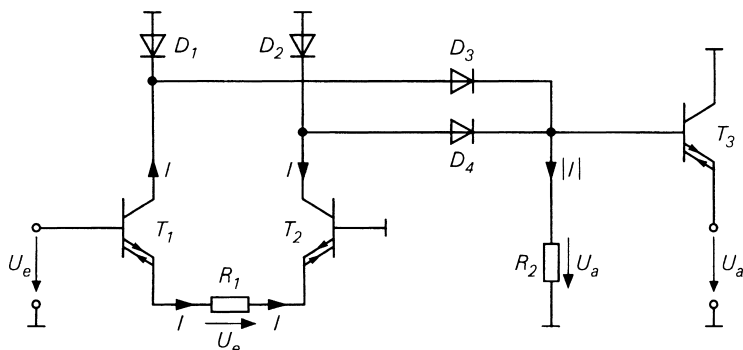 D1 D2 D3
D4 T3
I I |I|
T1 T2
Ue R1 R2 Ua Ua
I I
Ue